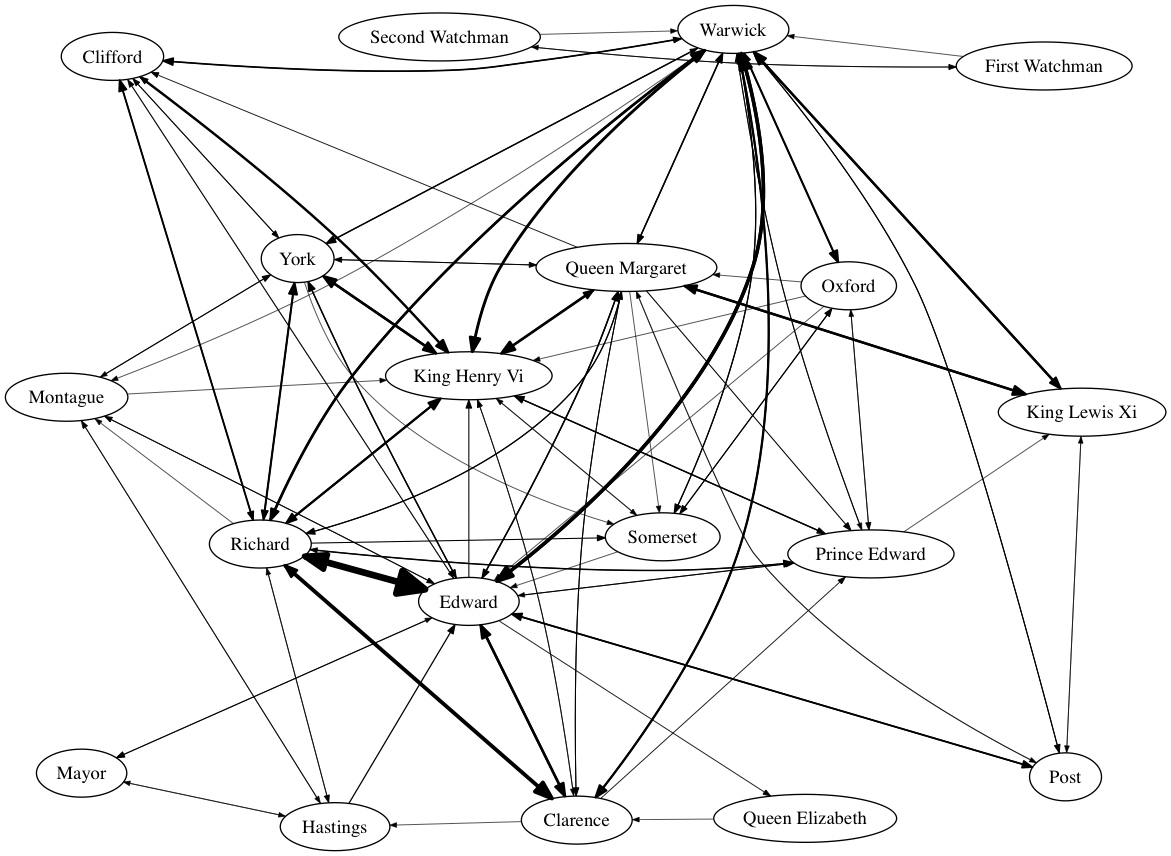 Warwick
Second Watchman
Clifford
First Watchman
York
Queen Margaret
Oxford
King Henry Vi
Montague
King Lewis Xi
Richard
Somerset
Prince Edward
Edward
Mayor
Post
Hastings
Clarence
Queen Elizabeth